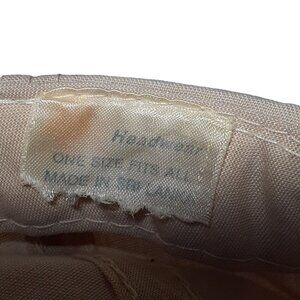 Headwear
ONE SIZE FITS ALL
MADE IN SRI LANKA